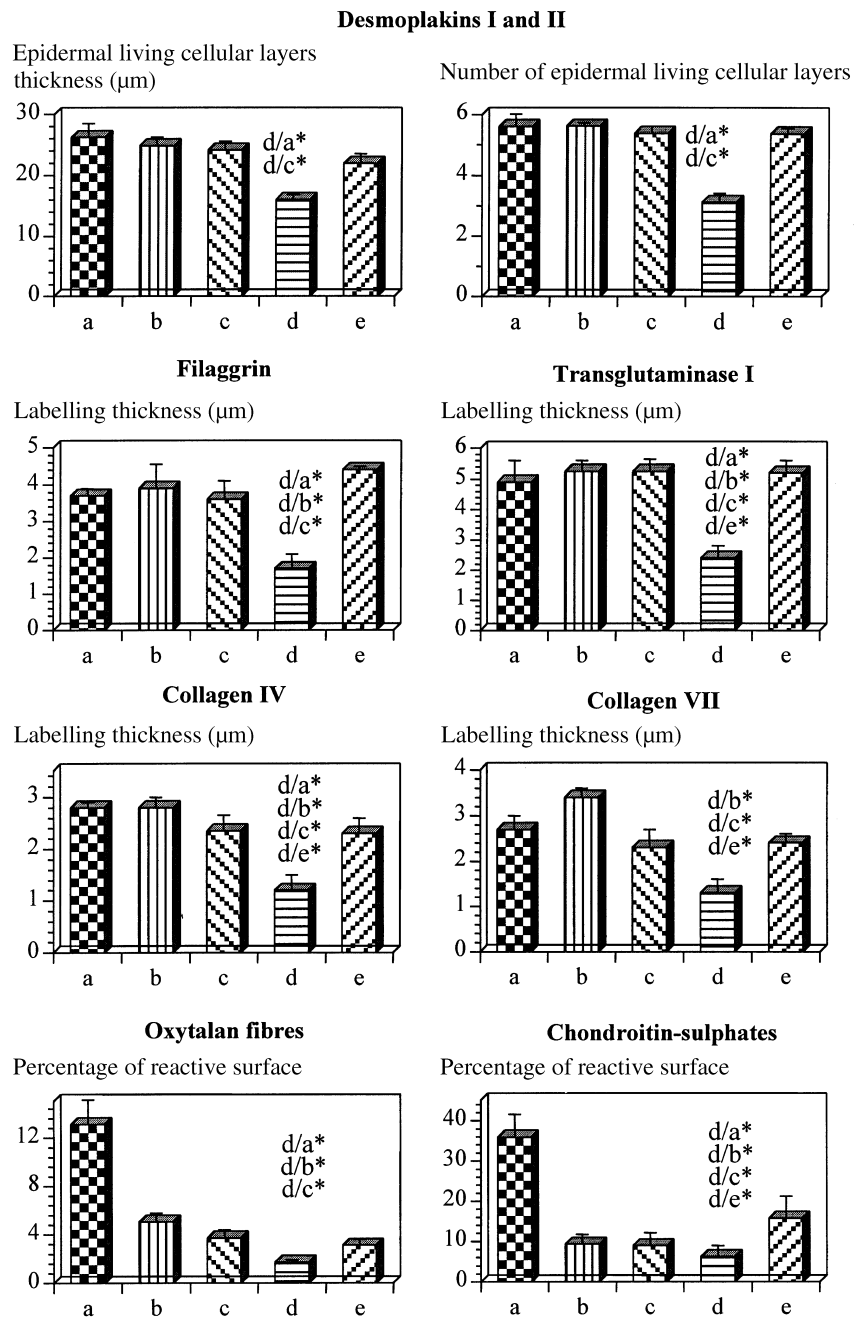 Desmoplakins I and II
Epidermal living cellular layers
thickness (µm)
30
20
10
0
d/a*
d/c*
a b c d e
Number of epidermal living cellular layers
6
4
2
0
d/a*
d/c*
a b c d e
Filaggrin
Labelling thickness (µm)
5
4
3
2
1
0
d/a*
d/b*
d/c*
a b c d e
Transglutaminase I
Labelling thickness (µm)
6
5
4
3
2
1
0
d/a*
d/b*
d/c*
d/e*
a b c d e
Collagen IV
Labelling thickness (µm)
3
2
1
0
d/a*
d/b*
d/c*
d/e*
a b c d e
Collagen VII
Labelling thickness (µm)
4
3
2
1
0
d/b*
d/c*
d/e*
a b c d e
Oxytalan fibres
Percentage of reactive surface
12
8
4
0
d/a*
d/b*
d/c*
a b c d e
Chondroitin-sulphates
Percentage of reactive surface
40
30
20
10
0
d/a*
d/b*
d/c*
d/e*
a b c d e